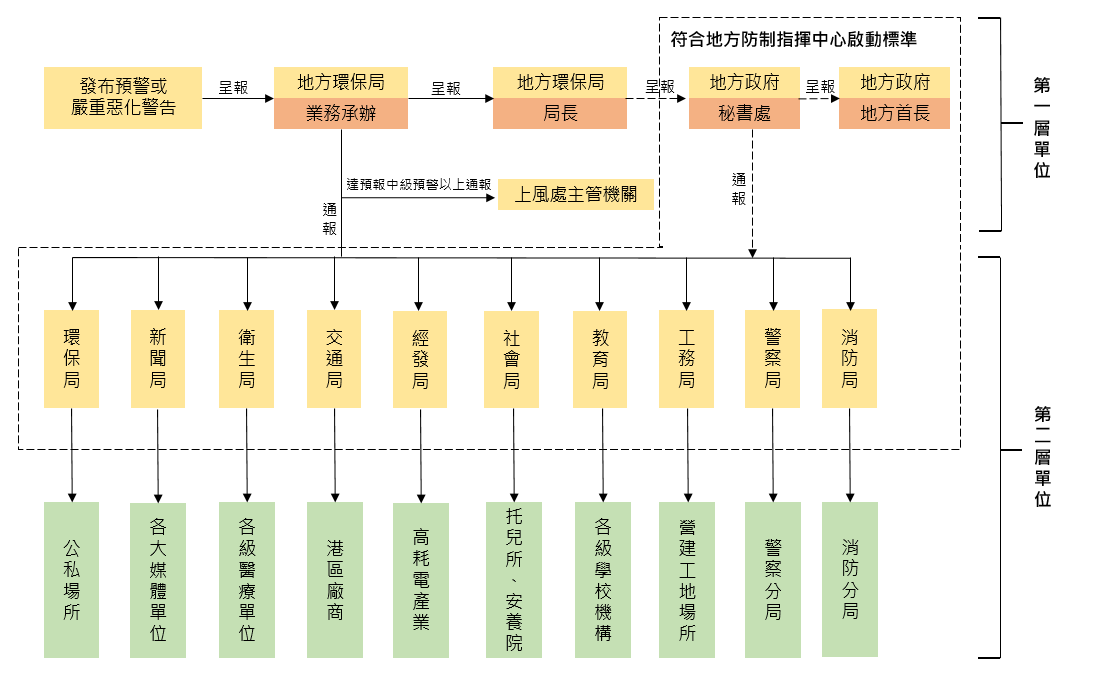 符合地方防制指揮中心啟動標準
發布預警或
嚴重惡化警告
呈報
地方環保局
業務承辦
呈報
地方環保局
局長
呈報
地方政府
秘書處
呈報
地方政府
地方首長
第一層單位
達預報中級預警以上通報
上風處主管機關
通報
通報
環保局
新聞局
衛生局
交通局
經發局
社會局
教育局
工務局
警察局
消防局
第二層單位
公私場所
各大媒體單位
各級醫療單位
港區廠商
高耗電產業
托兒所、安養院
各級學校機構
營建工地場所
警察分局
消防分局